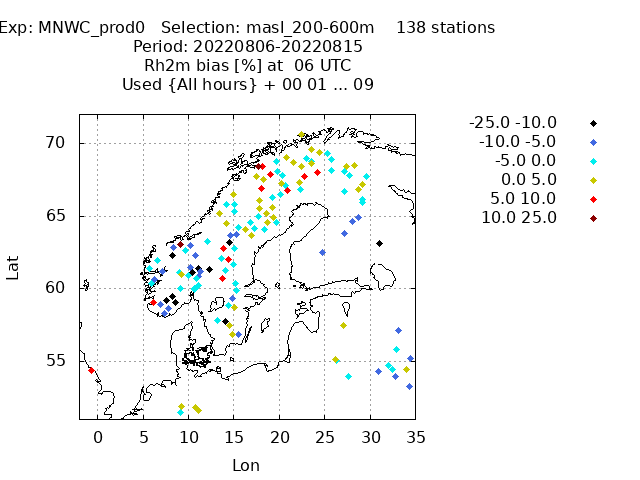 Exp: MNWC_prod0   Selection: masl_200-600m    138 stations
Period: 20220806-20220815
Rh2m bias [%] at  06 UTC
Used {All hours} + 00 01 ... 09
-25.0 -10.0
-10.0 -5.0
-5.0 0.0
0.0 5.0
5.0 10.0
10.0 25.0
70
65
60
55
Lat
0 5 10 15 20 25 30 35
Lon